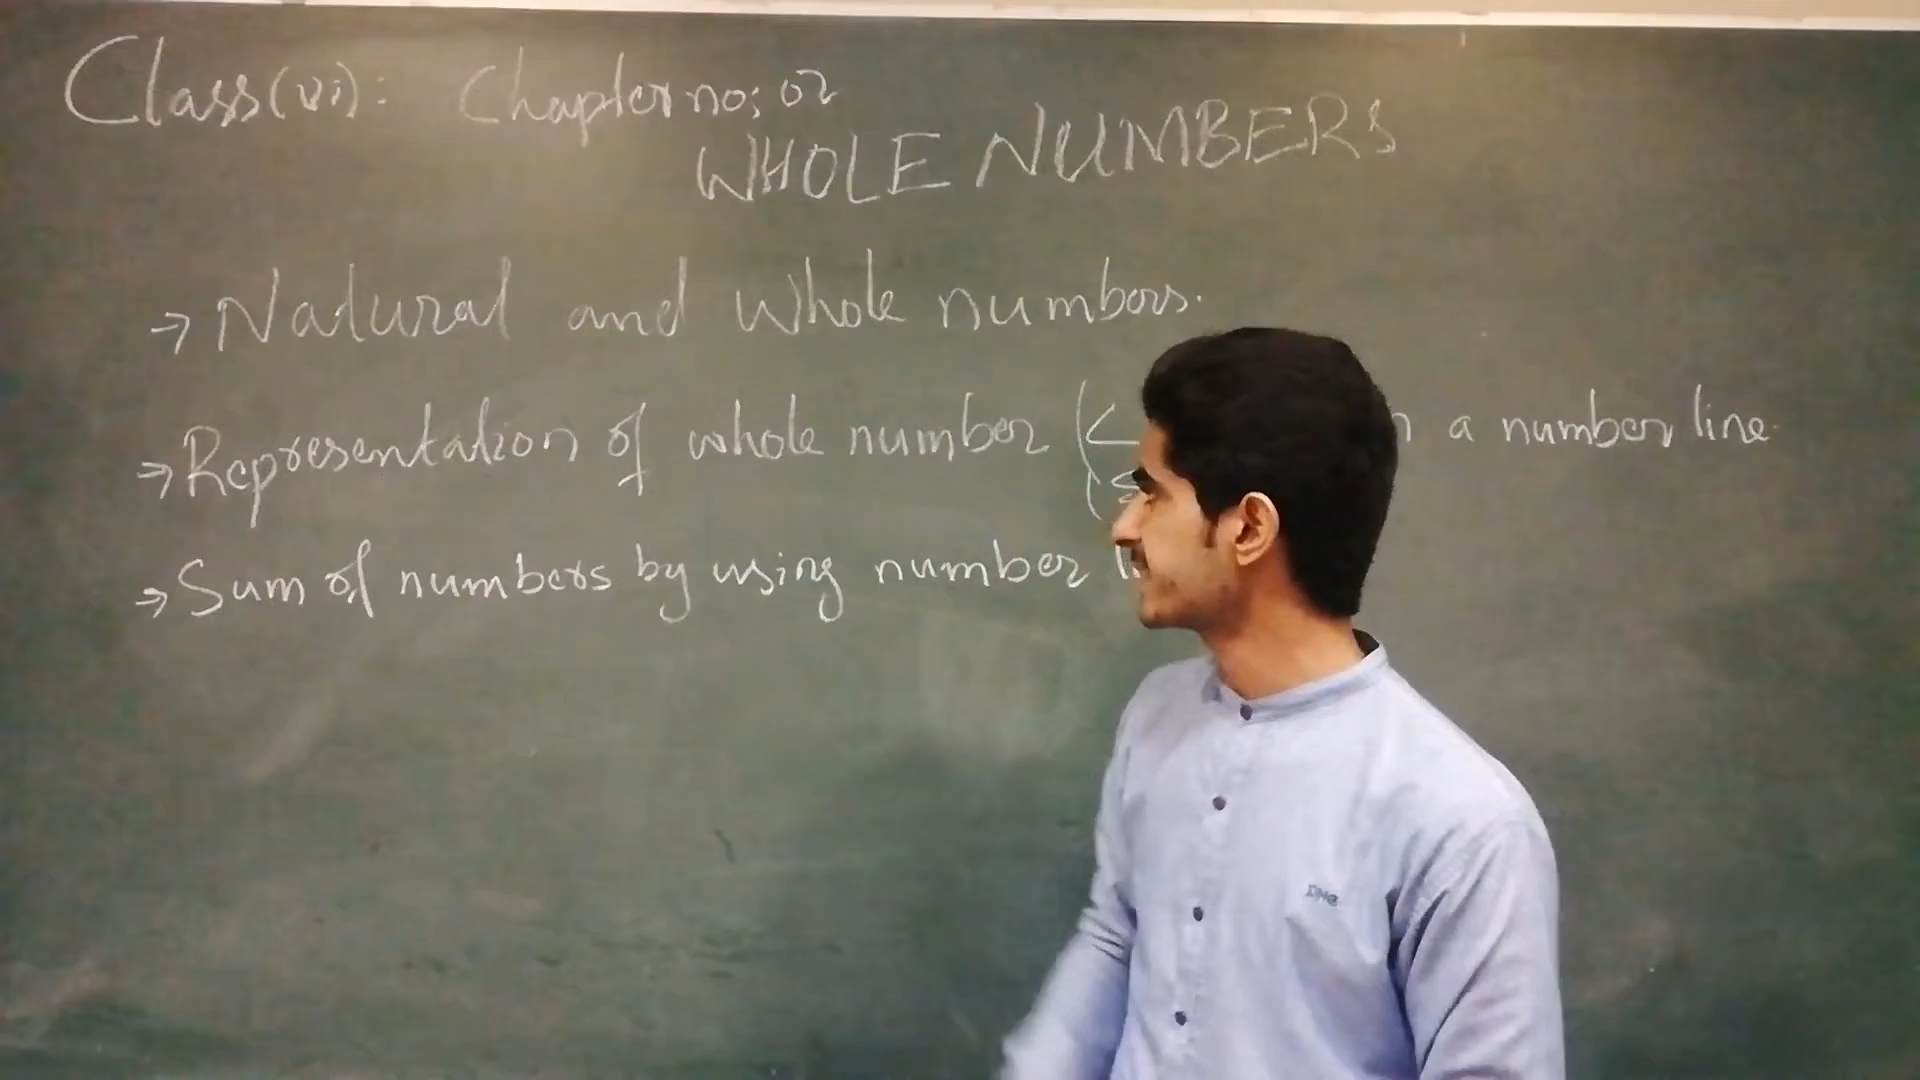 Class(vi): Chapter no; 02
WHOLE NUMBERS
→ Natural and whole numbers.
→ Representation of whole number (< a number line.
(≤
→ Sum of numbers by using number
DMC